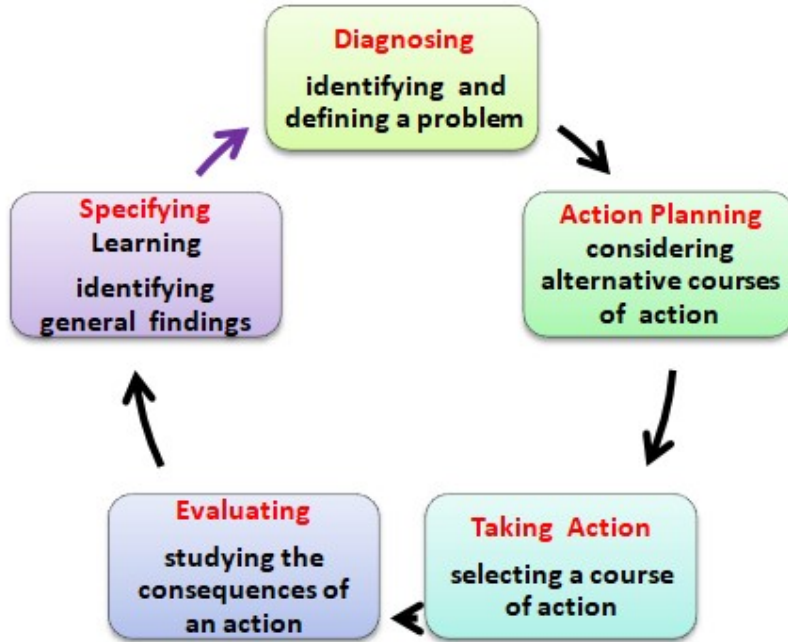 Diagnosing
identifying and
defining a problem
Action Planning
considering
alternative courses
of action
Taking Action
selecting a course
of action
Evaluating
studying the
consequences of
an action
Specifying
Learning
identifying
general findings